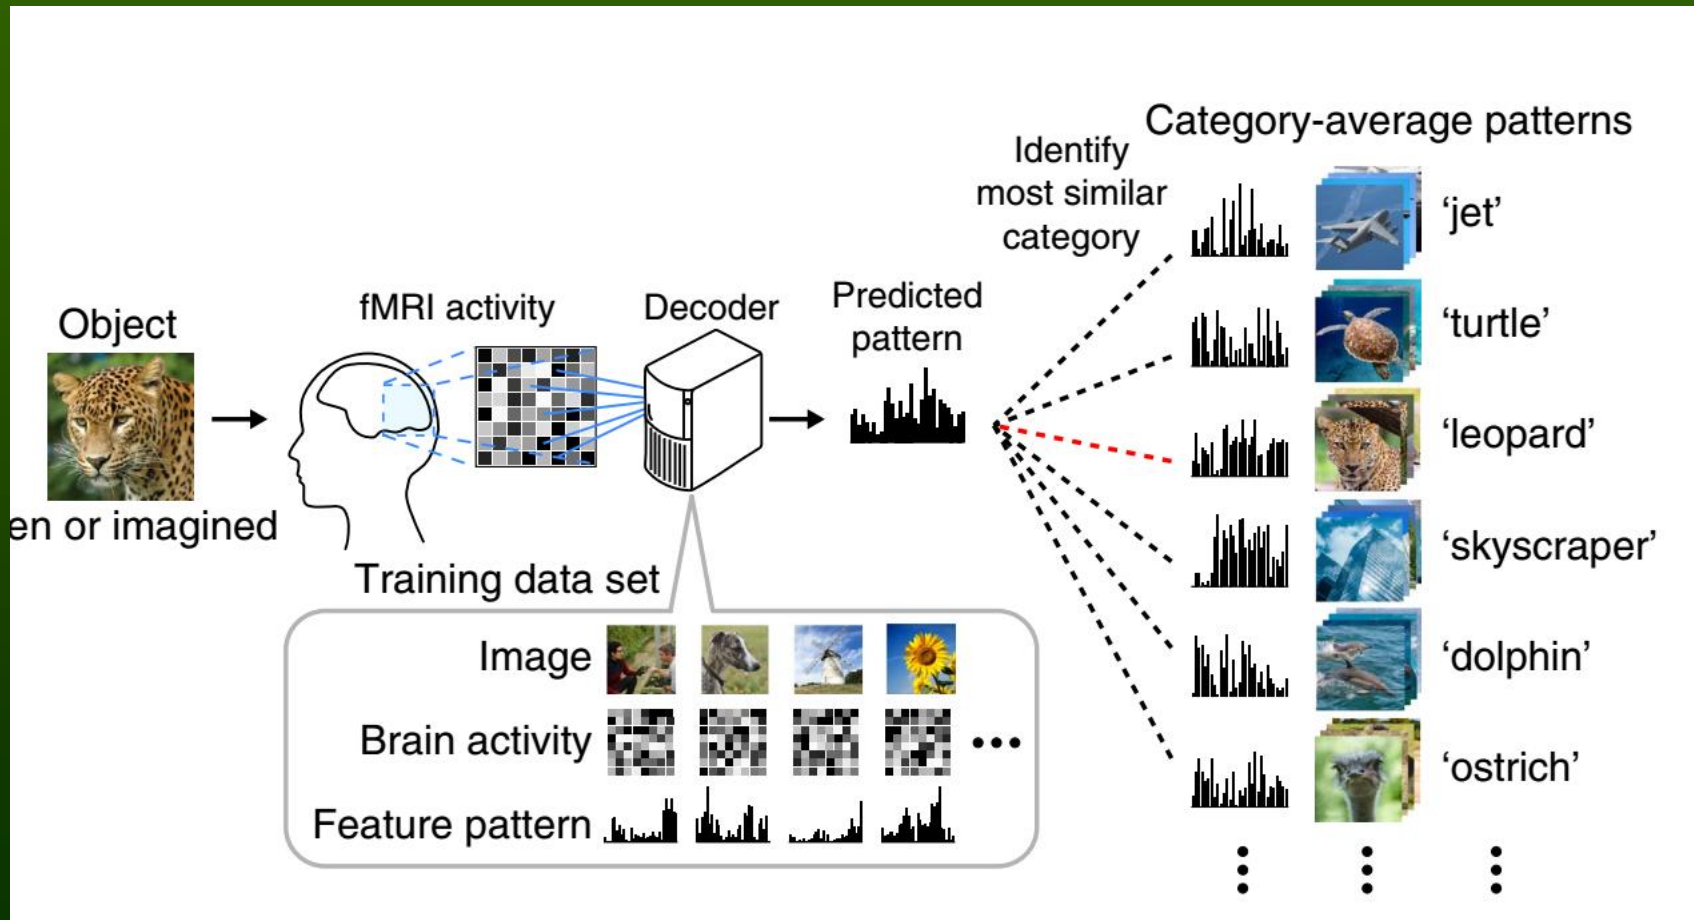 Category-average patterns
Identify
most similar
category
'jet'
'turtle'
'leopard'
'skyscraper'
'dolphin'
'ostrich'
Object
en or imagined
fMRI activity
Decoder
Predicted
pattern
Training data set
Image
Brain activity
Feature pattern